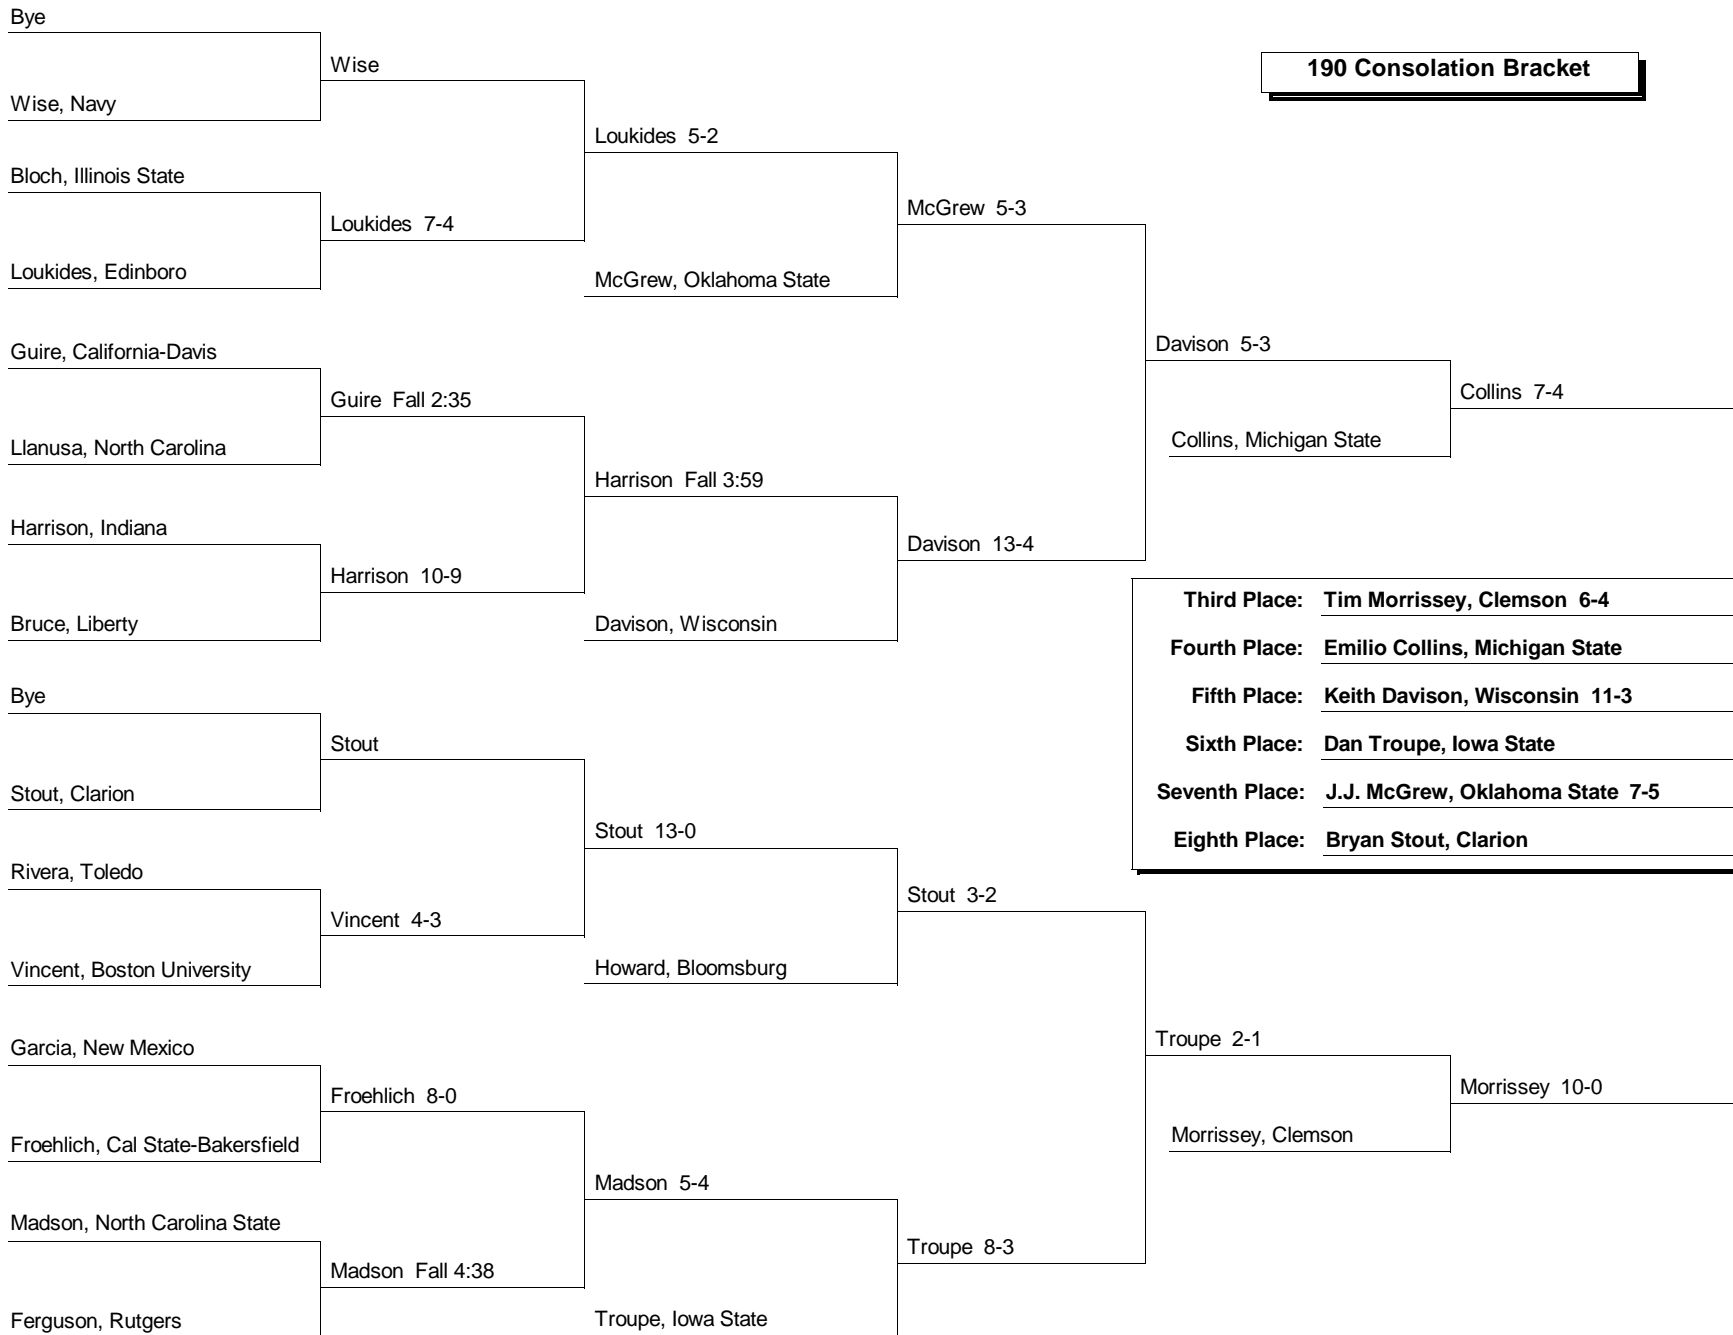 Bye
Wise
190 Consolation Bracket
Wise, Navy
Loukides 5-2
Bloch, Illinois State
McGrew 5-3
Loukides 7-4
Loukides, Edinboro
McGrew, Oklahoma State
Davison 5-3
Guire, California-Davis
Collins 7-4
Guire Fall 2:35
Collins, Michigan State
Llanusa, North Carolina
Harrison Fall 3:59
Harrison, Indiana
Davison 13-4
Harrison 10-9
Bruce, Liberty
Davison, Wisconsin
Third Place: Tim Morrissey, Clemson 6-4
Fourth Place: Emilio Collins, Michigan State
Fifth Place: Keith Davison, Wisconsin 11-3
Sixth Place: Dan Troupe, Iowa State
Seventh Place: J.J. McGrew, Oklahoma State 7-5
Eighth Place: Bryan Stout, Clarion
Bye
Stout
Stout, Clarion
Stout 13-0
Rivera, Toledo
Stout 3-2
Vincent 4-3
Vincent, Boston University
Howard, Bloomsburg
Troupe 2-1
Garcia, New Mexico
Morrissey 10-0
Froehlich 8-0
Morrissey, Clemson
Froehlich, Cal State-Bakersfield
Madson 5-4
Madson, North Carolina State
Troupe 8-3
Madson Fall 4:38
Ferguson, Rutgers
Troupe, Iowa State